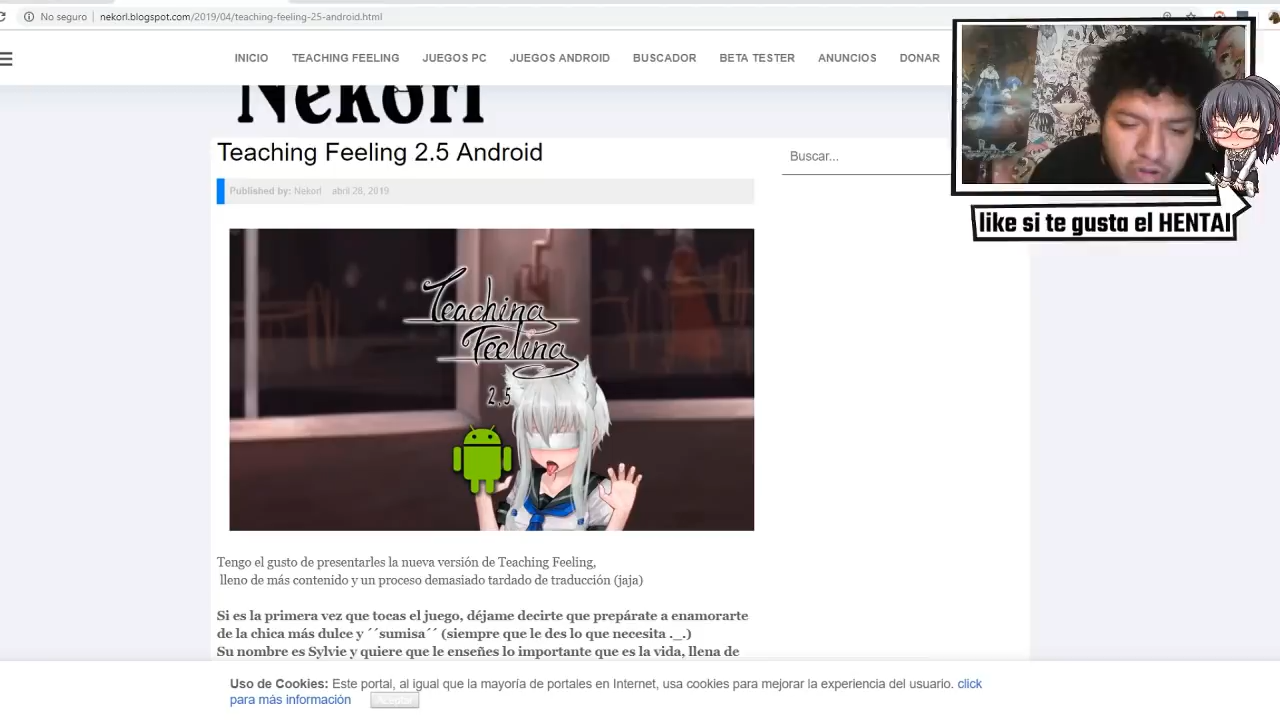 No seguro
nekorl.blogspot.com/2019/04/teaching-feeling-25-android.html
INICIO TEACHING FEELING JUEGOS PC JUEGOS ANDROID BUSCADOR BETA TESTER ANUNCIOS DONAR
Nekorl
Teaching Feeling 2.5 Android
Buscar...
Published by: Nekorl abril 28, 2019
like si te gusta el HENTAI
Teaching
Feeling
2.5
Tengo el gusto de presentarles la nueva versión de Teaching Feeling,
lleno de más contenido y un proceso demasiado tardado de traducción (jaja)
Si es la primera vez que tocas el juego, déjame decirte que prepárate a enamorarte
de la chica más dulce y ´´sumisa´´ (siempre que le des lo que necesita ._.)
Su nombre es Sylvie y quiere que le enseñes lo importante que es la vida, llena de
Uso de Cookies: Este portal, al igual que la mayoría de portales en Internet, usa cookies para mejorar la experiencia del usuario. click
para más información Aceptar